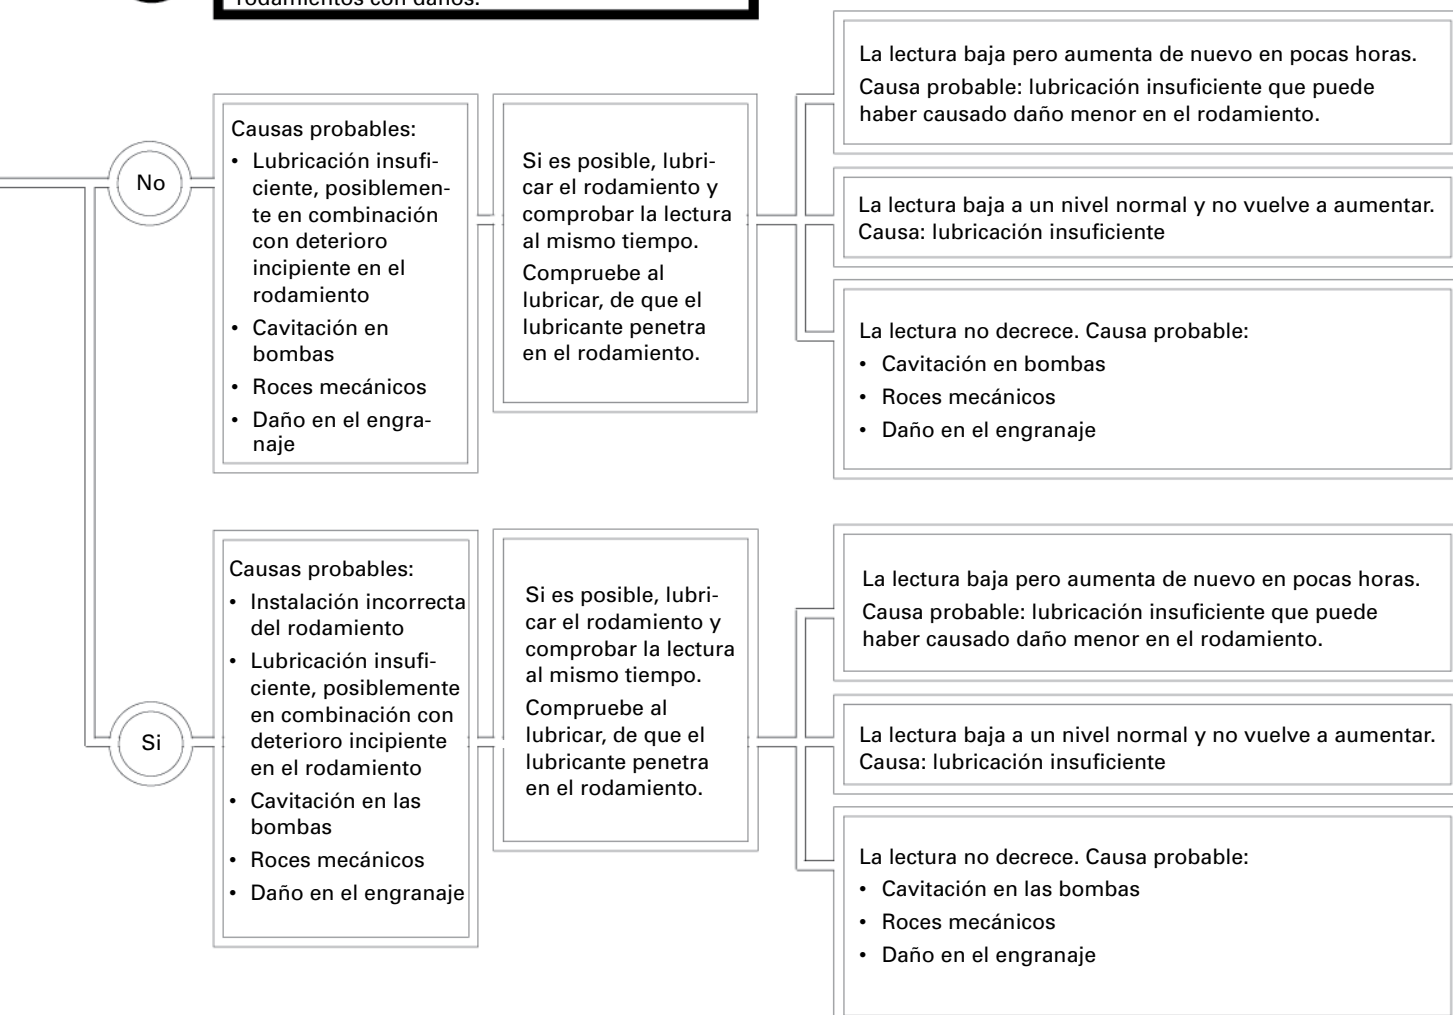 rodamientos con daños.
No
Causas probables:
• Lubricación insufi-
ciente, posiblemen-
te en combinación
con deterioro
incipiente en el
rodamiento
• Cavitación en
bombas
• Roces mecánicos
• Daño en el engra-
naje
Si es posible, lubri-
car el rodamiento y
comprobar la lectura
al mismo tiempo.
Compruebe al
lubricar, de que el
lubricante penetra
en el rodamiento.
La lectura baja pero aumenta de nuevo en pocas horas.
Causa probable: lubricación insuficiente que puede
haber causado daño menor en el rodamiento.
La lectura baja a un nivel normal y no vuelve a aumentar.
Causa: lubricación insuficiente
La lectura no decrece. Causa probable:
• Cavitación en bombas
• Roces mecánicos
• Daño en el engranaje
Si
Causas probables:
• Instalación incorrecta
del rodamiento
• Lubricación insufi-
ciente, posiblemente
en combinación con
deterioro incipiente
en el rodamiento
• Cavitación en las
bombas
• Roces mecánicos
• Daño en el engranaje
Si es posible, lubri-
car el rodamiento y
comprobar la lectura
al mismo tiempo.
Compruebe al
lubricar, de que el
lubricante penetra
en el rodamiento.
La lectura baja pero aumenta de nuevo en pocas horas.
Causa probable: lubricación insuficiente que puede
haber causado daño menor en el rodamiento.
La lectura baja a un nivel normal y no vuelve a aumentar.
Causa: lubricación insuficiente
La lectura no decrece. Causa probable:
• Cavitación en las bombas
• Roces mecánicos
• Daño en el engranaje